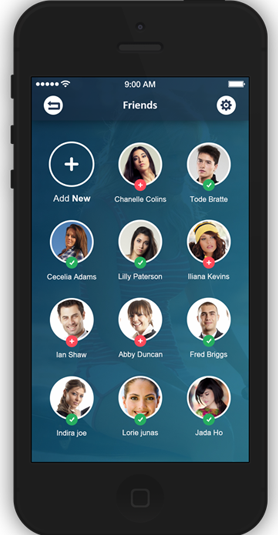 9:00 AM
Friends
Add New
Chanelle Colins
Tode Bratte
Cecelia Adams
Lilly Paterson
Iliana Kevins
Ian Shaw
Abby Duncan
Fred Briggs
Indira joe
Lorie junas
Jada Ho